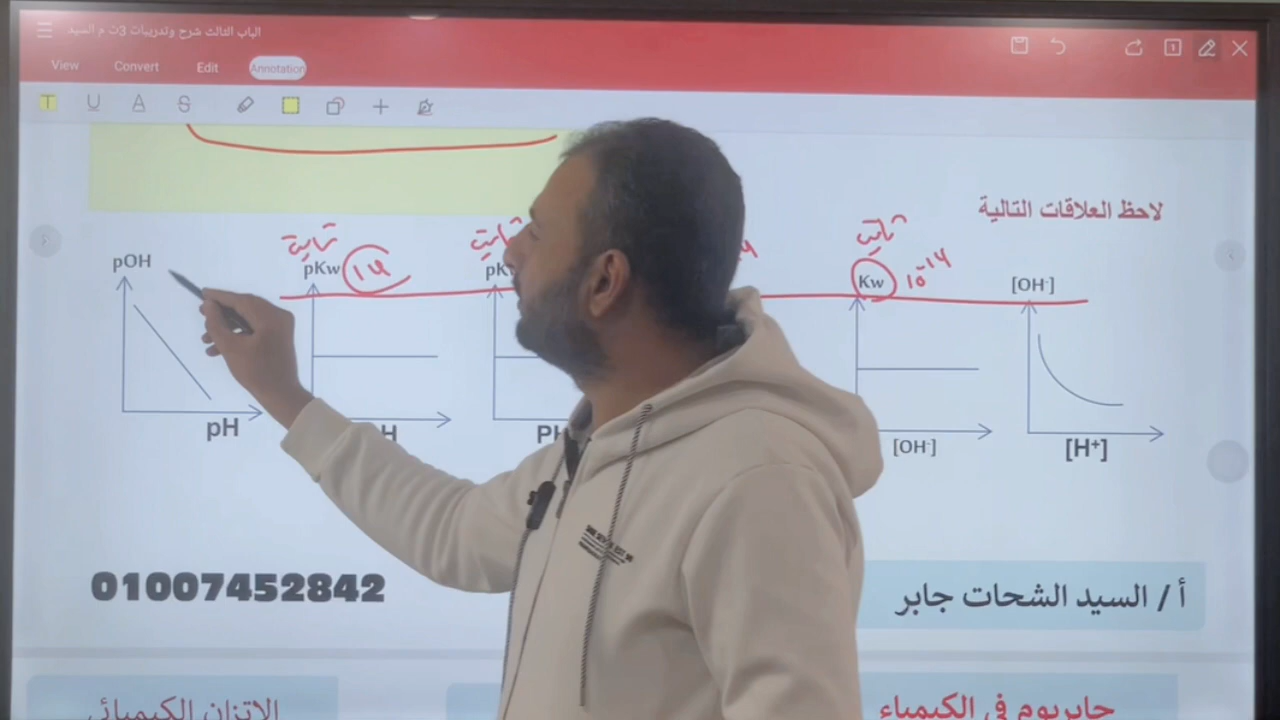 الباب الثالث شرح وتدريبات 3ث م السيد
View Convert Edit Annotation
T U A S
لاحظ العلاقات التالية
ثابتة ثابت ثابت
pOH pKw 14 Kw 10-14 [OH-]
pH PH [OH-] [H+]
01007452842
أ / السيد الشحات جابر
جابريوم في الكيمياء
الاتزان الكيميائي